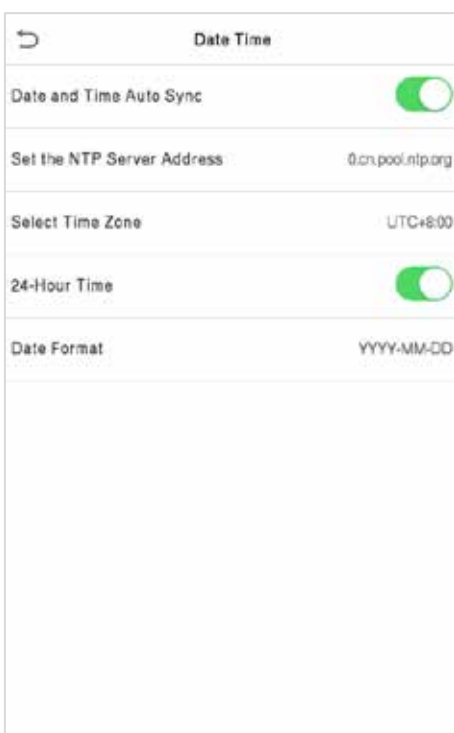 Date Time
Date and Time Auto Sync
Set the NTP Server Address 0.cn.pool.ntp.org
Select Time Zone UTC+8:00
24-Hour Time
Date Format YYYY-MM-DD